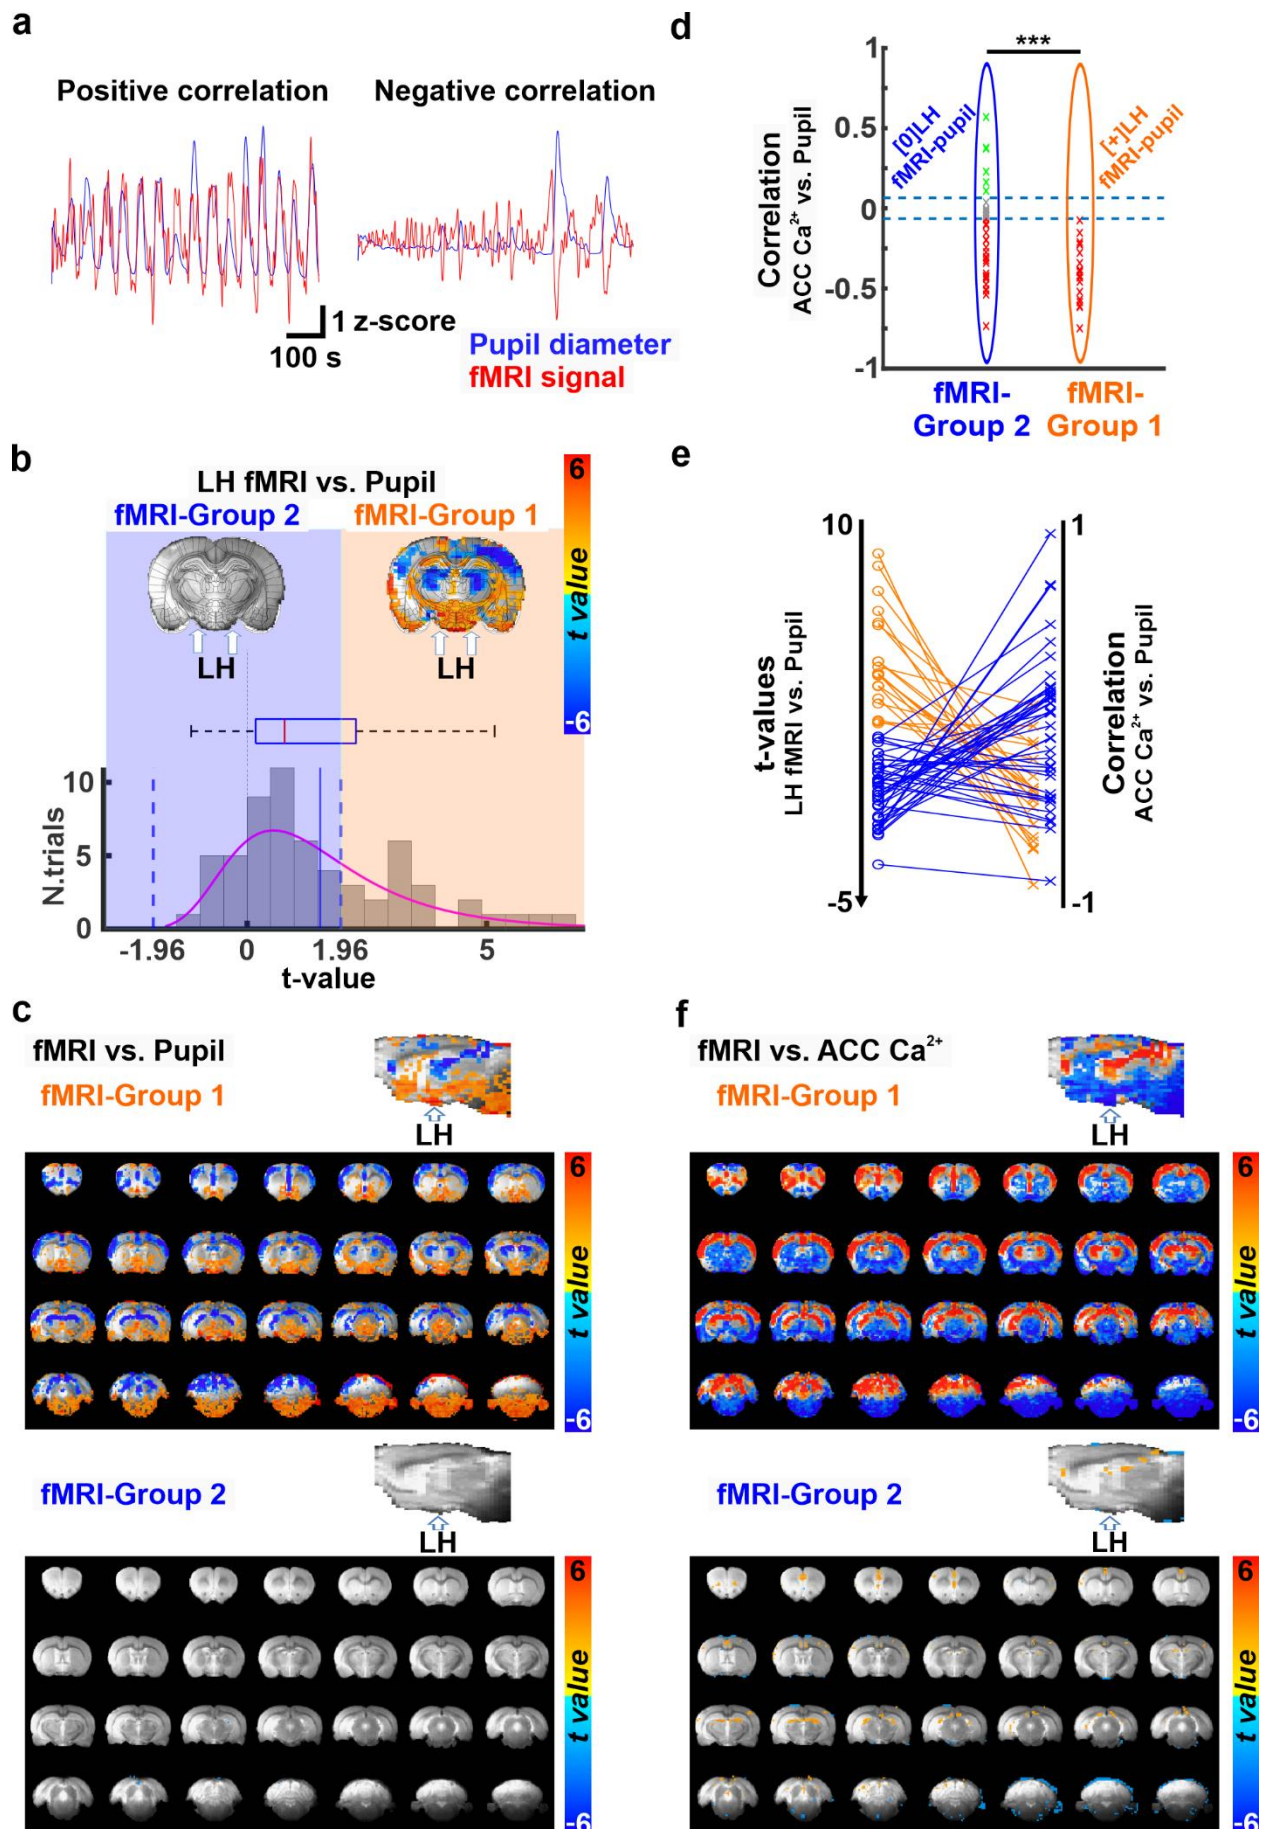 a
Positive correlation
Negative correlation
1 z-score
100 s
Pupil diameter
fMRI signal
b
LH fMRI vs. Pupil
fMRI-Group 2
fMRI-Group 1
6
t value
-6
LH
LH
N.trials
10
5
0
-1.96
0
1.96
5
t-value
c
fMRI vs. Pupil
fMRI-Group 1
LH
6
t value
-6
fMRI-Group 2
LH
6
t value
-6
d
***
Correlation
ACC Ca²⁺ vs. Pupil
1
0.5
0
-0.5
-1
[0]LH
fMRI-pupil
[+]LH
fMRI-pupil
fMRI-
Group 2
fMRI-
Group 1
e
10
1
t-values
LH fMRI vs. Pupil
Correlation
ACC Ca²⁺ vs. Pupil
-5
-1
f
fMRI vs. ACC Ca²⁺
fMRI-Group 1
LH
6
t value
-6
fMRI-Group 2
LH
6
t value
-6